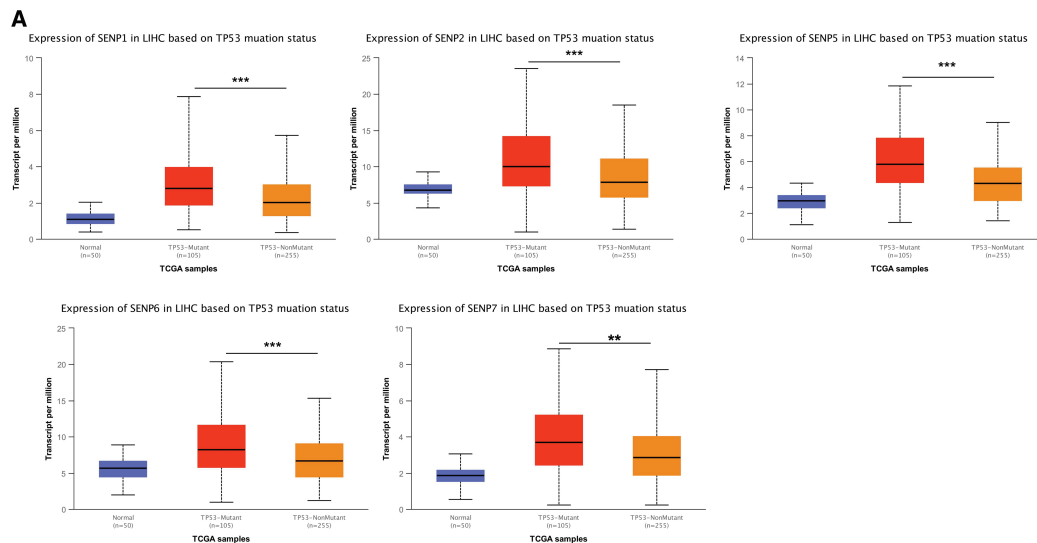 A
Expression of SENP1 in LIHC based on TP53 muation status
Transcript per million
10
8
6
4
2
0
***
Normal
(n=50)
TP53-Mutant
(n=105)
TP53-NonMutant
(n=255)
TCGA samples
Expression of SENP2 in LIHC based on TP53 muation status
Transcript per million
25
20
15
10
5
0
***
Normal
(n=50)
TP53-Mutant
(n=105)
TP53-NonMutant
(n=255)
TCGA samples
Expression of SENP5 in LIHC based on TP53 muation status
Transcript per million
14
12
10
8
6
4
2
0
***
Normal
(n=50)
TP53-Mutant
(n=105)
TP53-NonMutant
(n=255)
TCGA samples
Expression of SENP6 in LIHC based on TP53 muation status
Transcript per million
25
20
15
10
5
0
***
Normal
(n=50)
TP53-Mutant
(n=105)
TP53-NonMutant
(n=255)
TCGA samples
Expression of SENP7 in LIHC based on TP53 muation status
Transcript per million
10
8
6
4
2
0
**
Normal
(n=50)
TP53-Mutant
(n=105)
TP53-NonMutant
(n=255)
TCGA samples